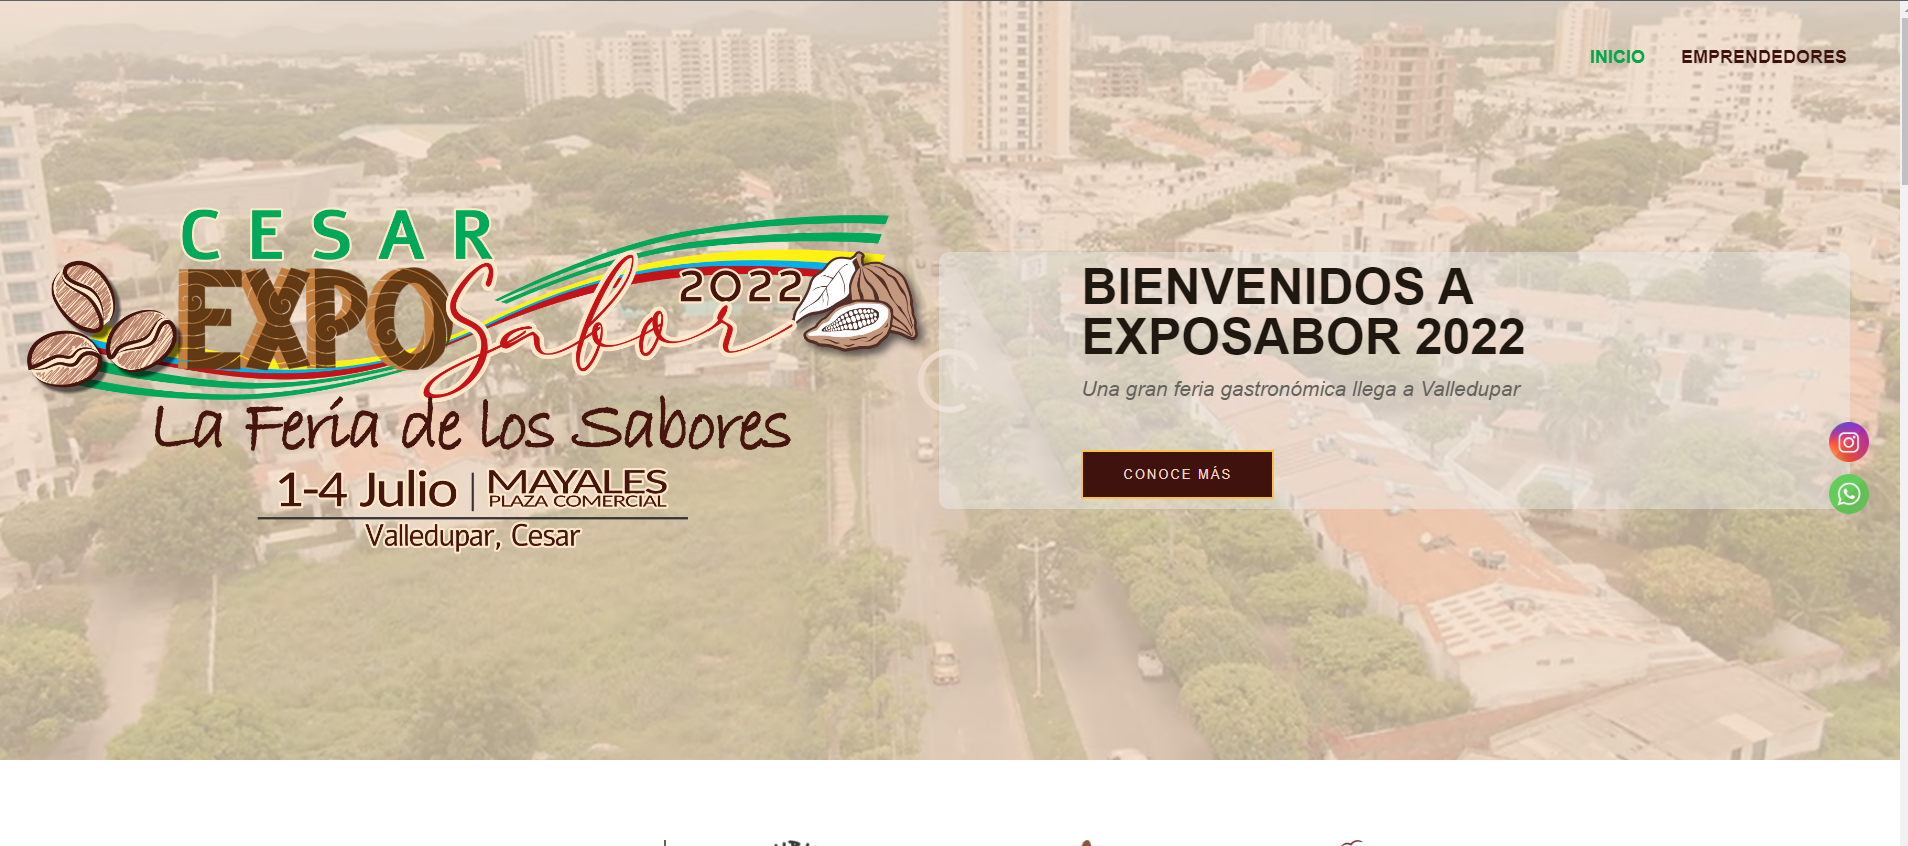 INICIO
EMPRENDEDORES
CESAR
EXPO Sabor 2022
La Fería de los Sabores
1-4 Julio | MAYALES
PLAZA COMERCIAL
Valledupar, Cesar
BIENVENIDOS A
EXPOSABOR 2022
Una gran feria gastronómica llega a Valledupar
CONOCE MÁS